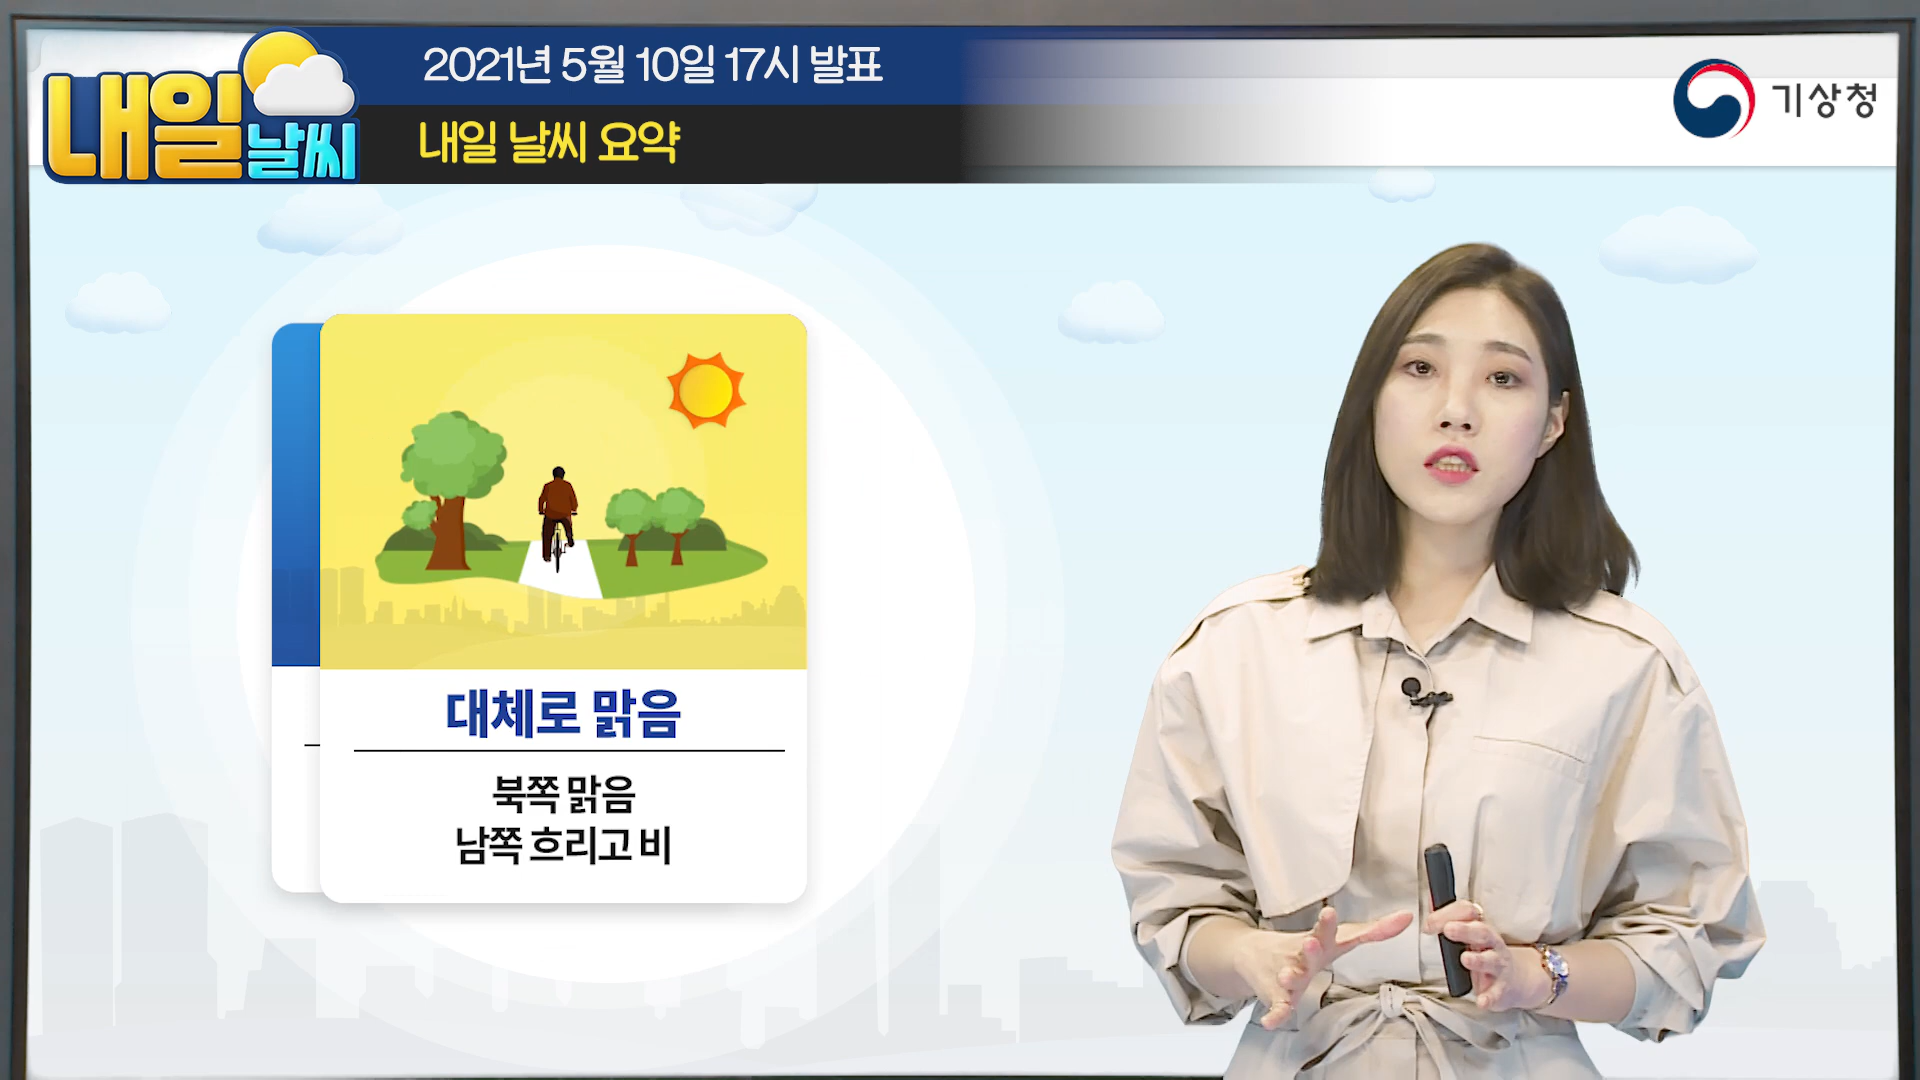 내일 날씨
2021년 5월 10일 17시 발표
내일 날씨 요약
기상청
대체로 맑음
북쪽 맑음
남쪽 흐리고 비